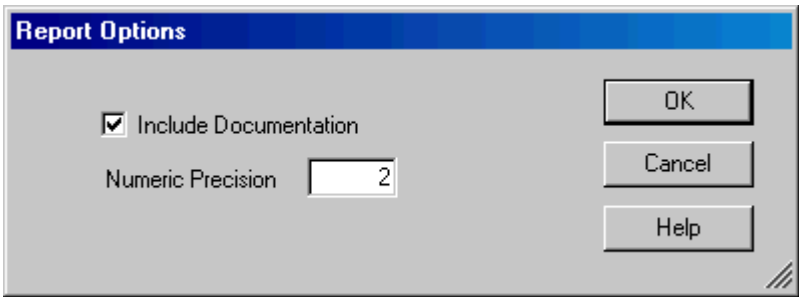 Report Options
OK
Include Documentation
Cancel
Numeric Precision 2
Help